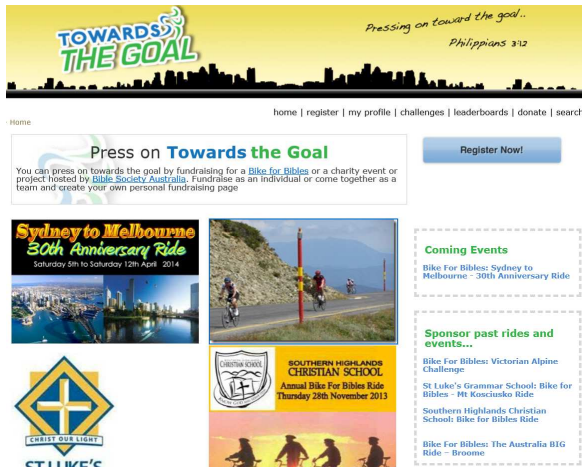 TOWARDS
THE GOAL
Pressing on toward the goal..
Philippians 3:12
home | register | my profile | challenges | leaderboards | donate | search
Home
Press on Towards the Goal
You can press on towards the goal by fundraising for a Bike for Bibles or a charity event or
project hosted by Bible Society Australia. Fundraise as an individual or come together as a
team and create your own personal fundraising page
Register Now!
Sydney to Melbourne
30th Anniversary Ride
Saturday 5th to Saturday 12th April 2014
CHRIST OUR LIGHT
ST LUKE'S
CHRISTIAN SCHOOL
SOUTHERN HIGHLANDS
CHRISTIAN SCHOOL
Annual Bike For Bibles Ride
Thursday 28th November 2013
Coming Events
Bike For Bibles: Sydney to
Melbourne - 30th Anniversary Ride
Sponsor past rides and
events...
Bike For Bibles: Victorian Alpine
Challenge
St Luke's Grammar School: Bike for
Bibles - Mt Kosciusko Ride
Southern Highlands Christian
School: Bike for Bibles Ride
Bike For Bibles: The Australia BIG
Ride – Broome